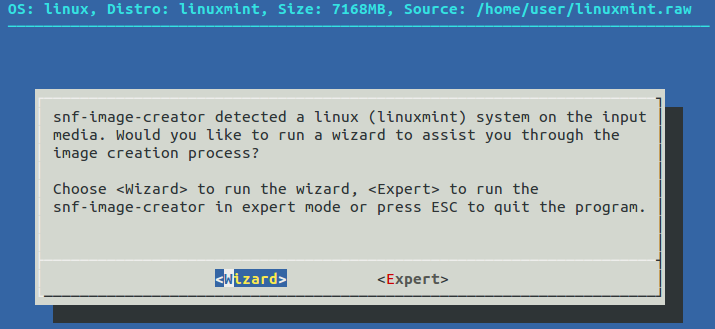 OS: linux, Distro: linuxmint, Size: 7168MB, Source: /home/user/linuxmint.raw
snf-image-creator detected a linux (linuxmint) system on the input
media. Would you like to run a wizard to assist you through the
image creation process?
Choose <Wizard> to run the wizard, <Expert> to run the
snf-image-creator in expert mode or press ESC to quit the program.
<Wizard> <Expert>